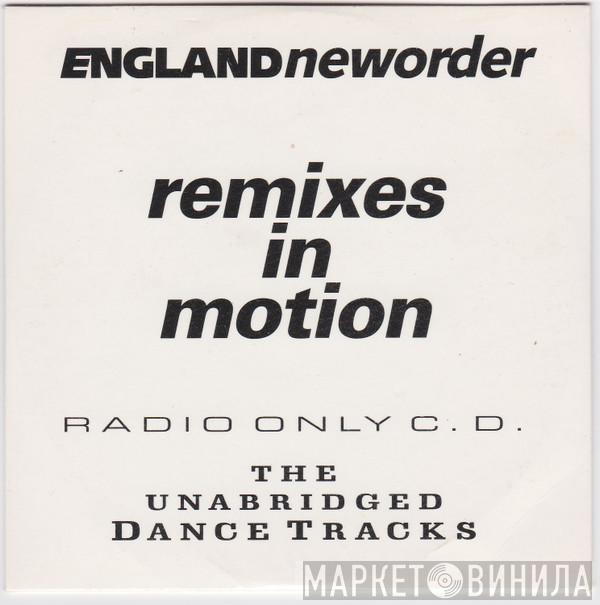 ENGLANDneworder
remixes
in
motion
RADIO ONLY C.D.
THE
UNABRIDGED
DANCE TRACKS
МАРКЕТ ВИНИЛА